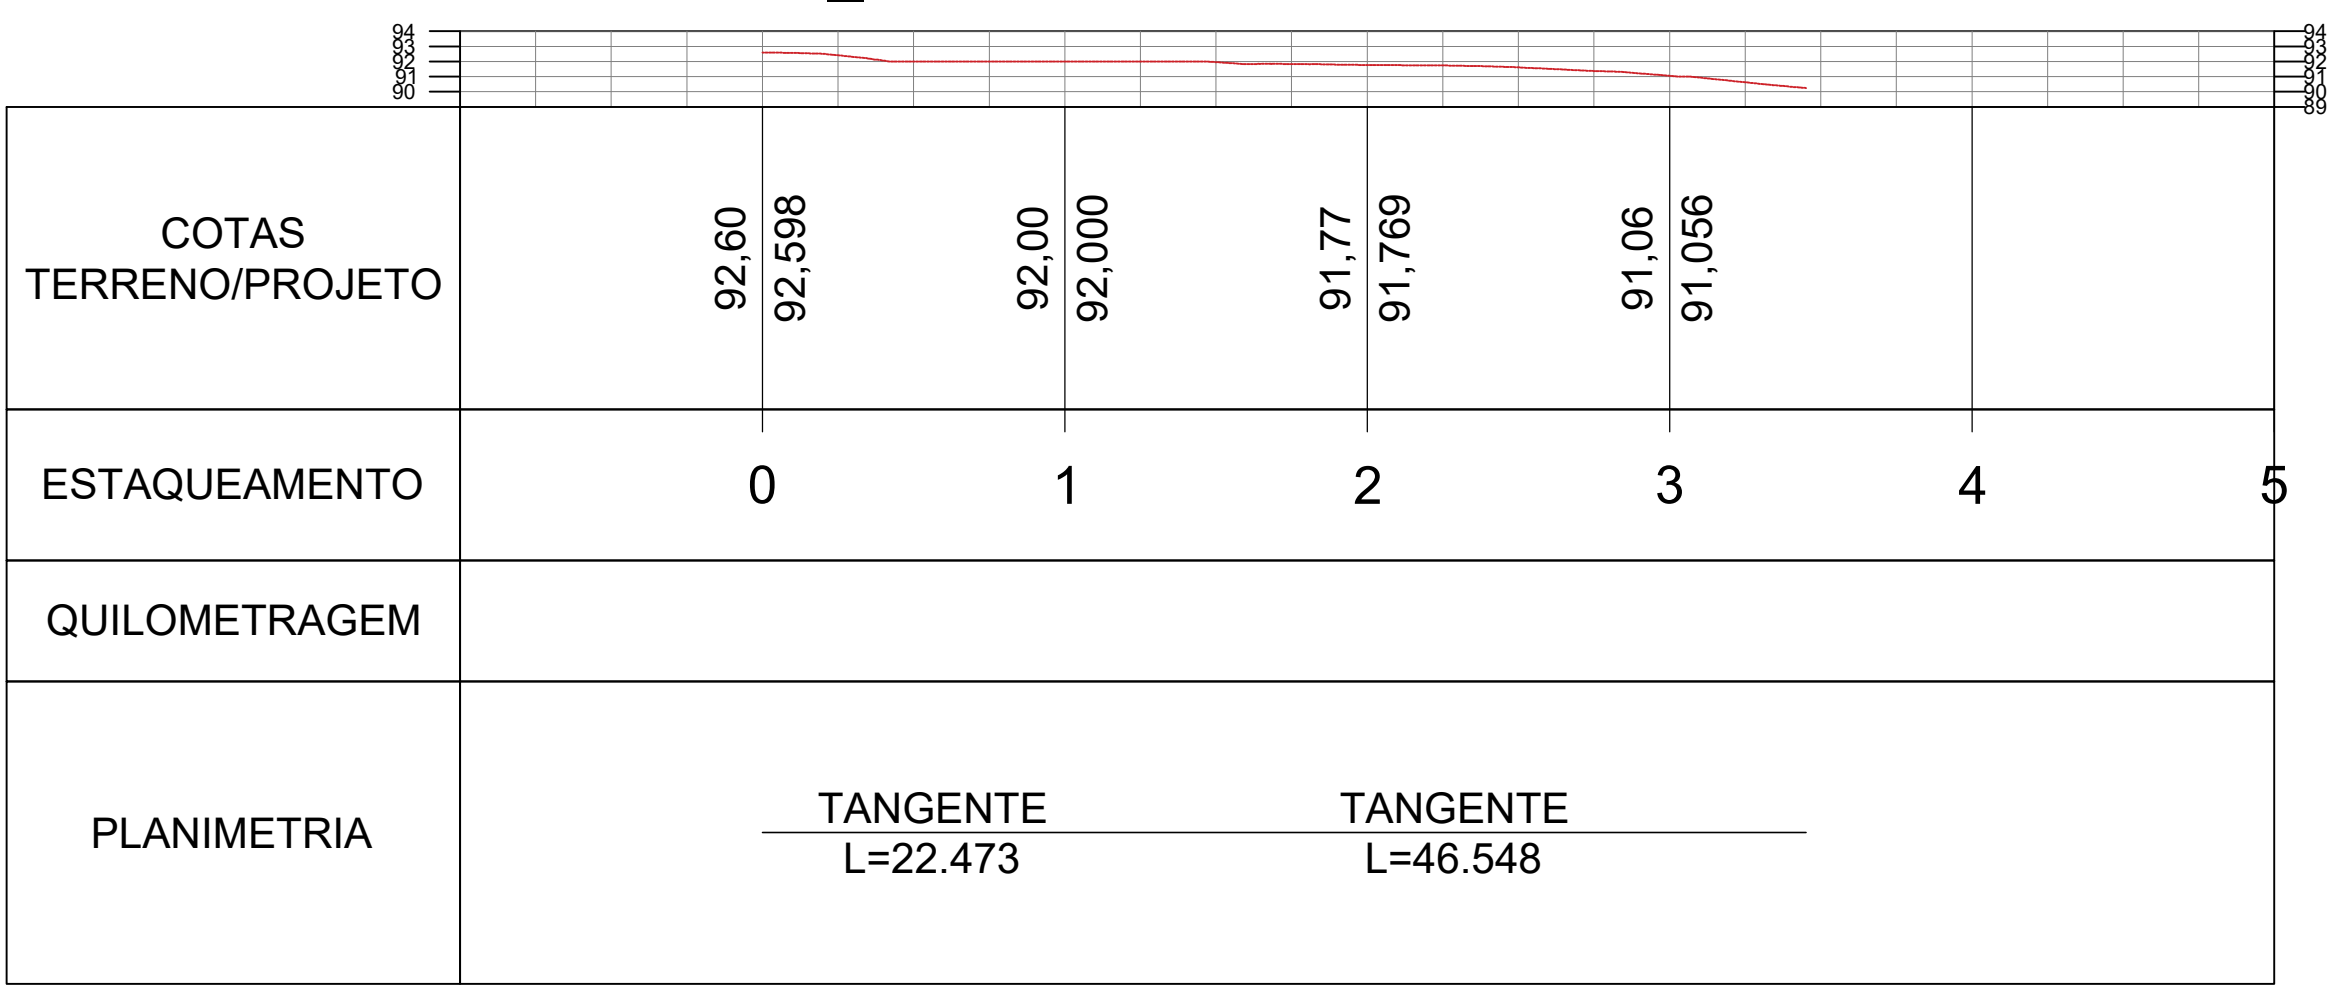 94
93
92
91
90
94
93
92
91
90
89
COTAS
TERRENO/PROJETO
92,60
92,598
92,00
92,000
91,77
91,769
91,06
91,056
ESTAQUEAMENTO
0 1 2 3 4 5
QUILOMETRAGEM
PLANIMETRIA
TANGENTE
L=22.473
TANGENTE
L=46.548